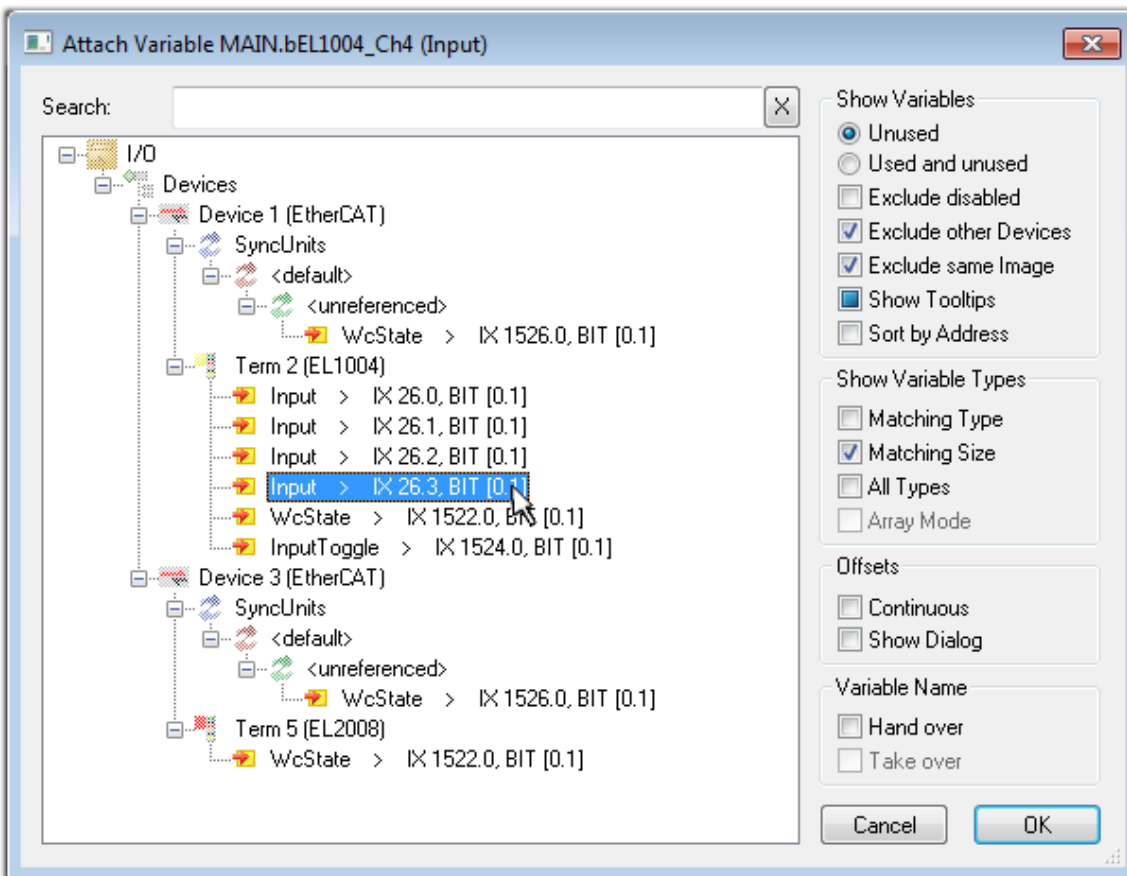 Attach Variable MAIN.bEL1004_Ch4 (Input)
Search:
X
I/O
Devices
Device 1 (EtherCAT)
SyncUnits
<default>
<unreferenced>
WcState > IX 1526.0, BIT [0.1]
Term 2 (EL1004)
Input > IX 26.0, BIT [0.1]
Input > IX 26.1, BIT [0.1]
Input > IX 26.2, BIT [0.1]
Input > IX 26.3, BIT [0.1]
WcState > IX 1522.0, BIT [0.1]
InputToggle > IX 1524.0, BIT [0.1]
Device 3 (EtherCAT)
SyncUnits
<default>
<unreferenced>
WcState > IX 1526.0, BIT [0.1]
Term 5 (EL2008)
WcState > IX 1522.0, BIT [0.1]
Show Variables
Unused
Used and unused
Exclude disabled
Exclude other Devices
Exclude same Image
Show Tooltips
Sort by Address
Show Variable Types
Matching Type
Matching Size
All Types
Array Mode
Offsets
Continuous
Show Dialog
Variable Name
Hand over
Take over
Cancel
OK